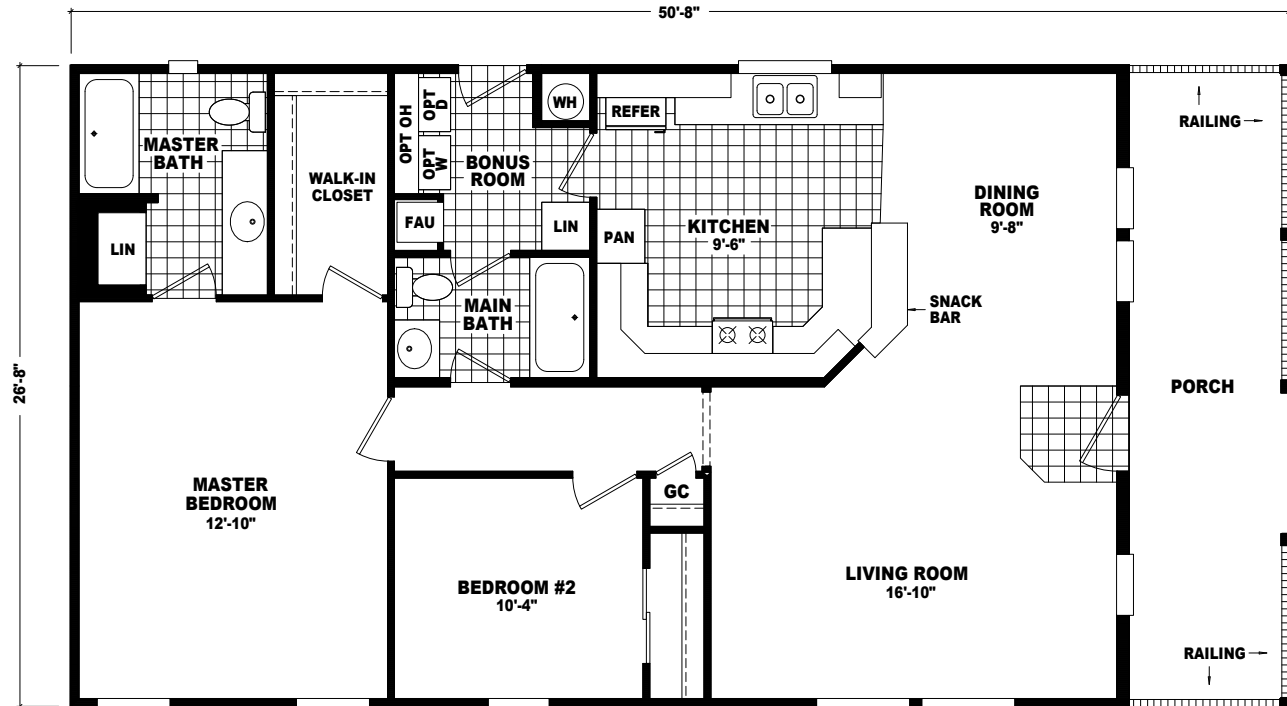 50'-8"
26'-8"
MASTER
BATH
LIN
WALK-IN
CLOSET
OPT OH
OPT
D
OPT
W
BONUS
ROOM
WH
FAU
LIN
REFER
PAN
KITCHEN
9'-6"
DINING
ROOM
9'-8"
RAILING
SNACK
BAR
MAIN
BATH
PORCH
MASTER
BEDROOM
12'-10"
GC
BEDROOM #2
10'-4"
LIVING ROOM
16'-10"
RAILING